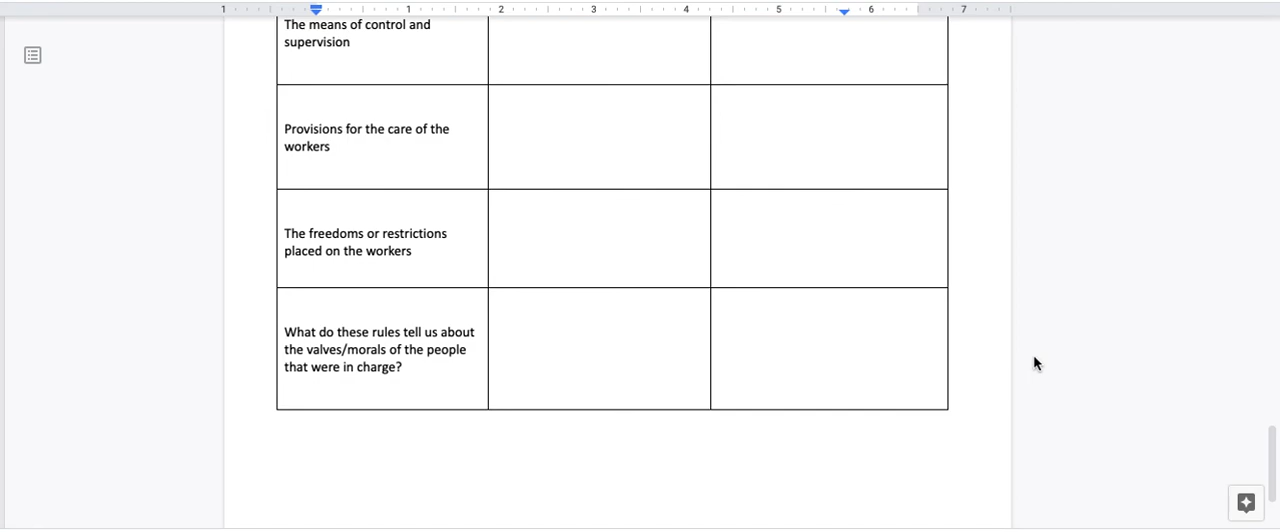 1 1 2 3 4 5 6 7
The means of control and
supervision
Provisions for the care of the
workers
The freedoms or restrictions
placed on the workers
What do these rules tell us about
the valves/morals of the people
that were in charge?